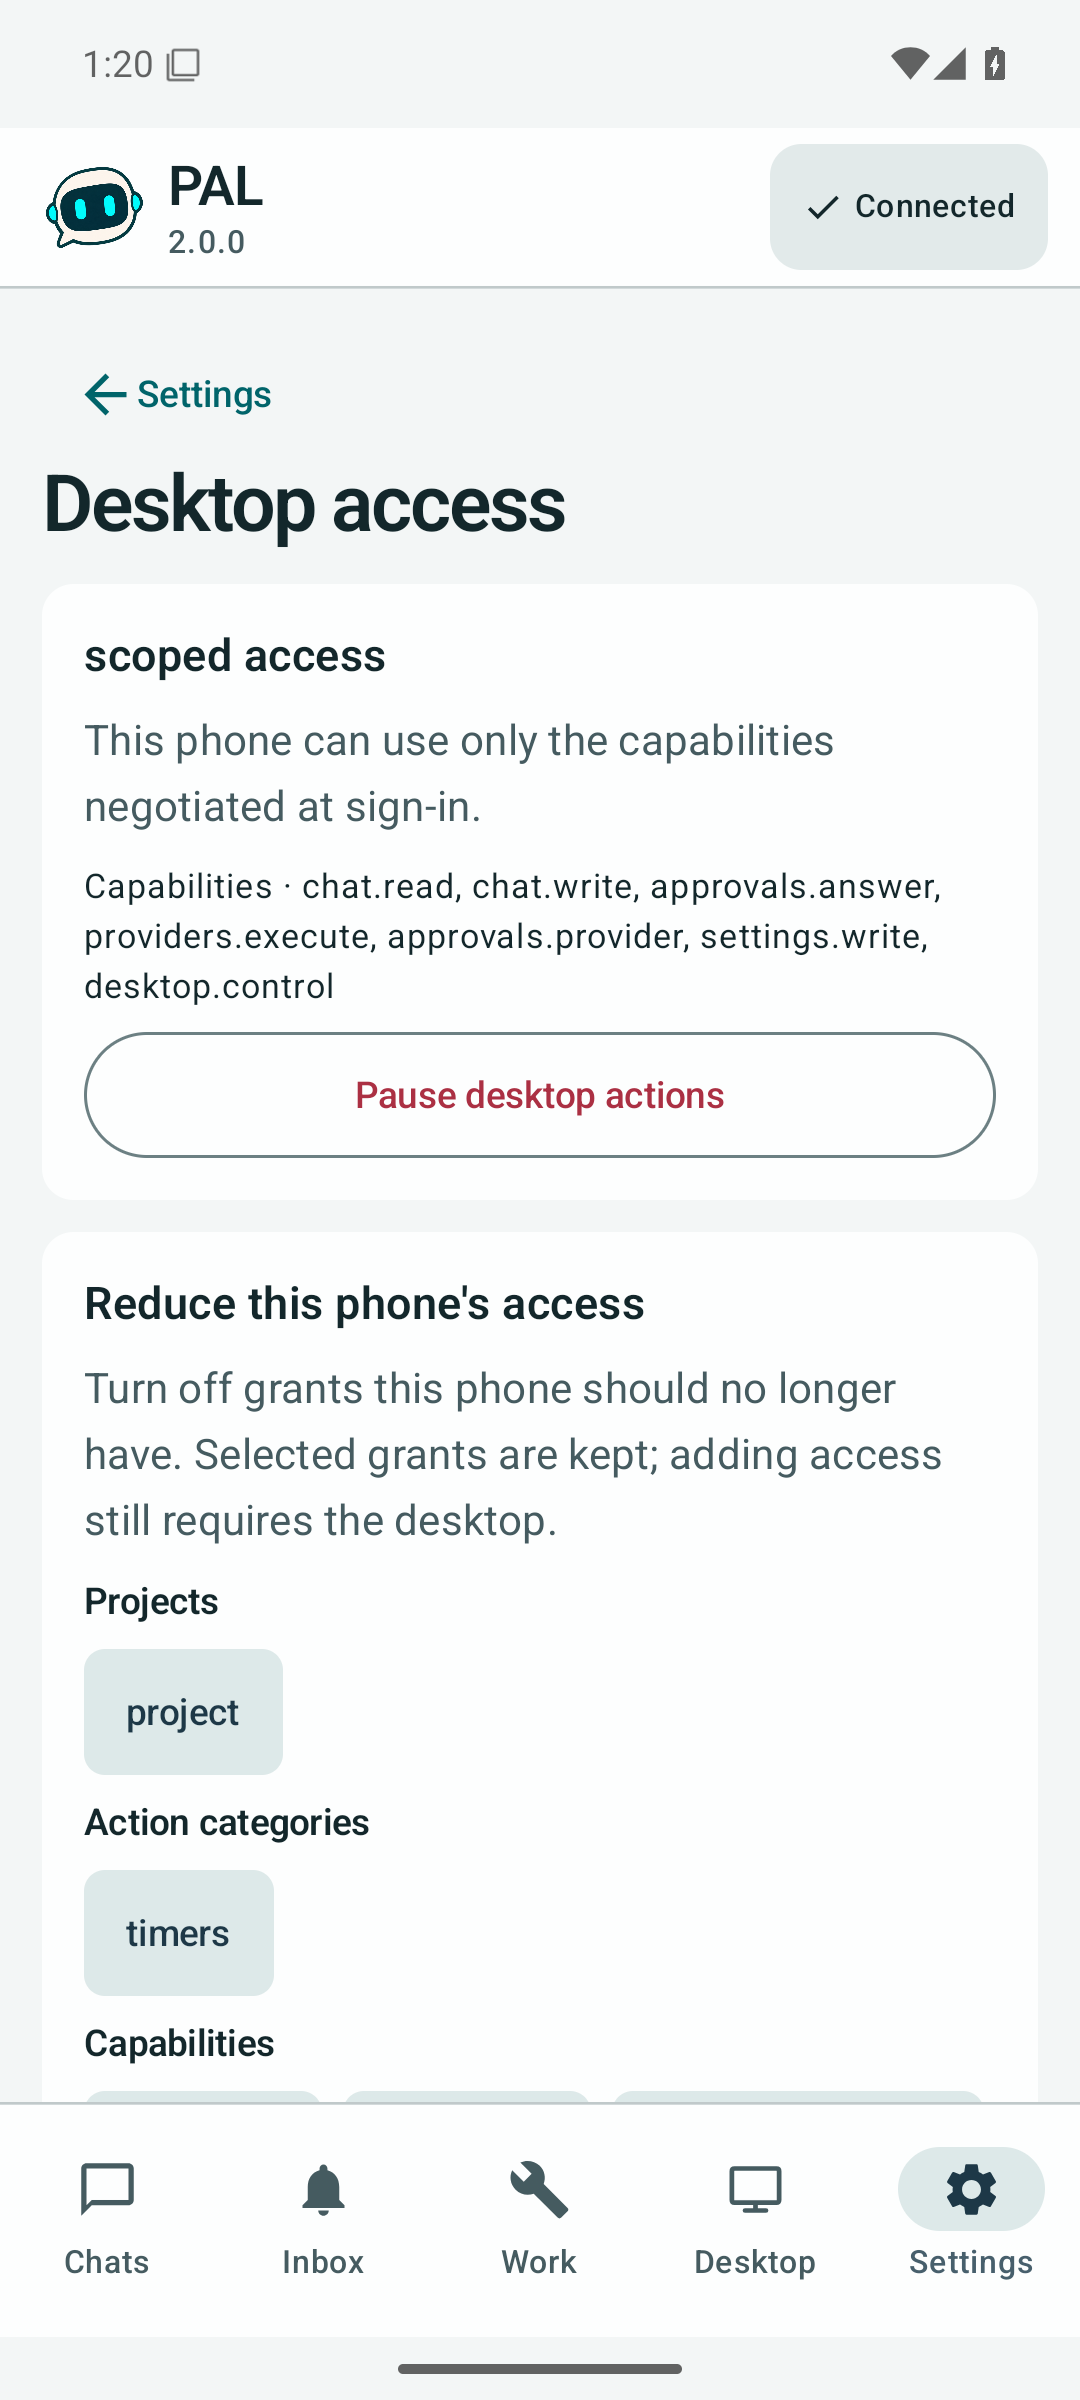 1:20
PAL
2.0.0
Connected
Settings
Desktop access
scoped access
This phone can use only the capabilities
negotiated at sign-in.
Capabilities · chat.read, chat.write, approvals.answer,
providers.execute, approvals.provider, settings.write,
desktop.control
Pause desktop actions
Reduce this phone's access
Turn off grants this phone should no longer
have. Selected grants are kept; adding access
still requires the desktop.
Projects
project
Action categories
timers
Capabilities
Chats
Inbox
Work
Desktop
Settings